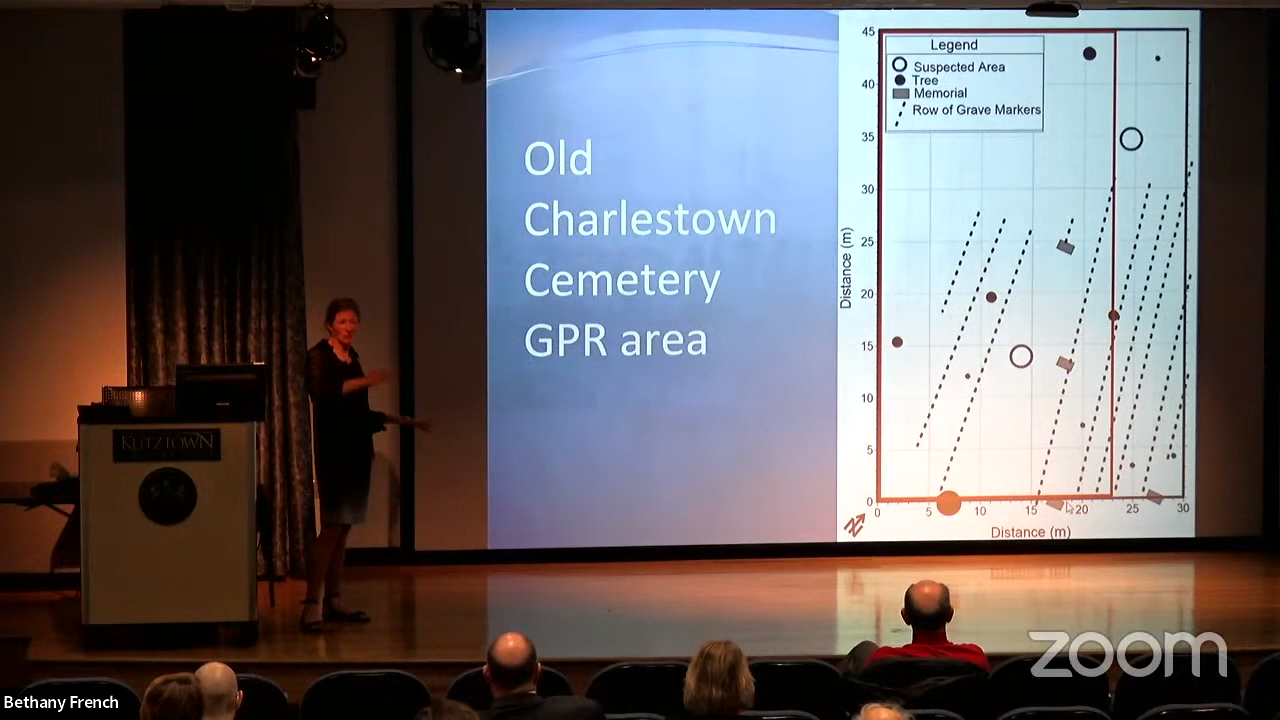 Old
Charlestown
Cemetery
GPR area
Legend
Suspected Area
Tree
Memorial
Row of Grave Markers
45
40
35
30
25
20
15
10
5
0
Distance (m)
0 5 10 15 20 25 30
Distance (m)
N
KUTZTOWN
zoom
Bethany French